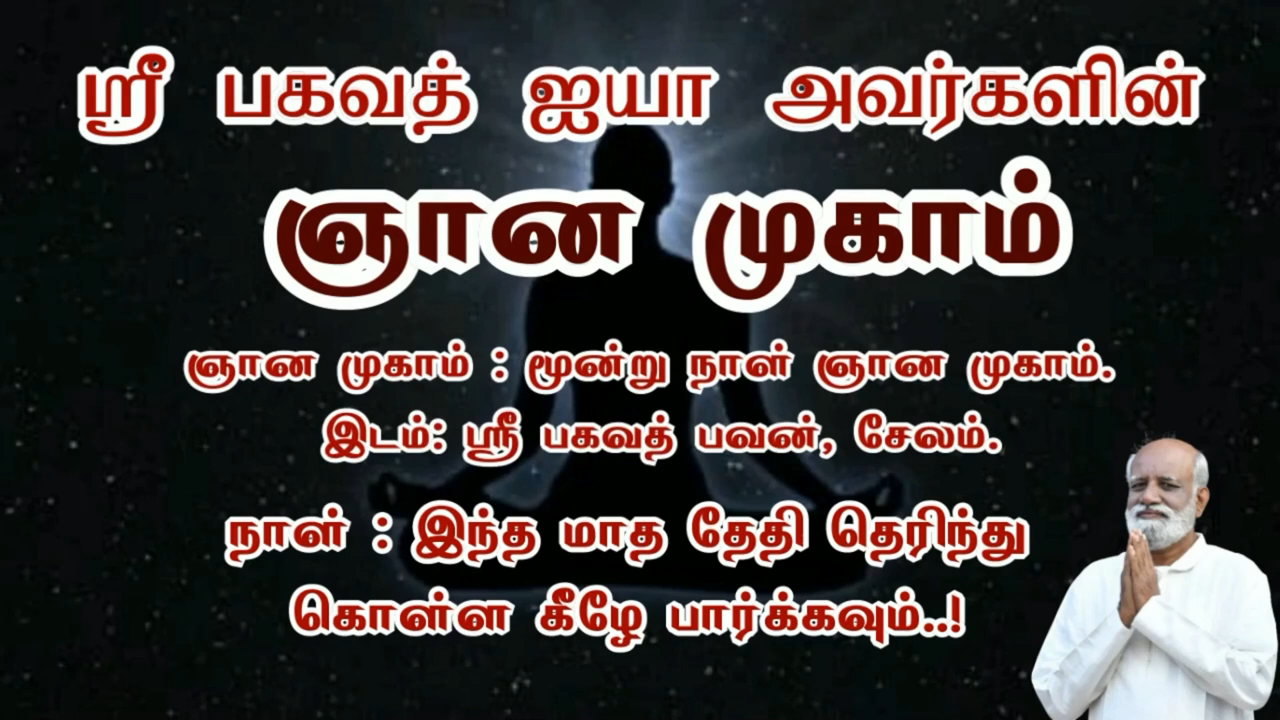 ஸ்ரீ பகவத் ஐயா அவர்களின்
ஞான முகாம்
ஞான முகாம் : மூன்று நாள் ஞான முகாம்.
இடம்: ஸ்ரீ பகவத் பவன், சேலம்.
நாள் : இந்த மாத தேதி தெரிந்து
கொள்ள கீழே பார்க்கவும்..!